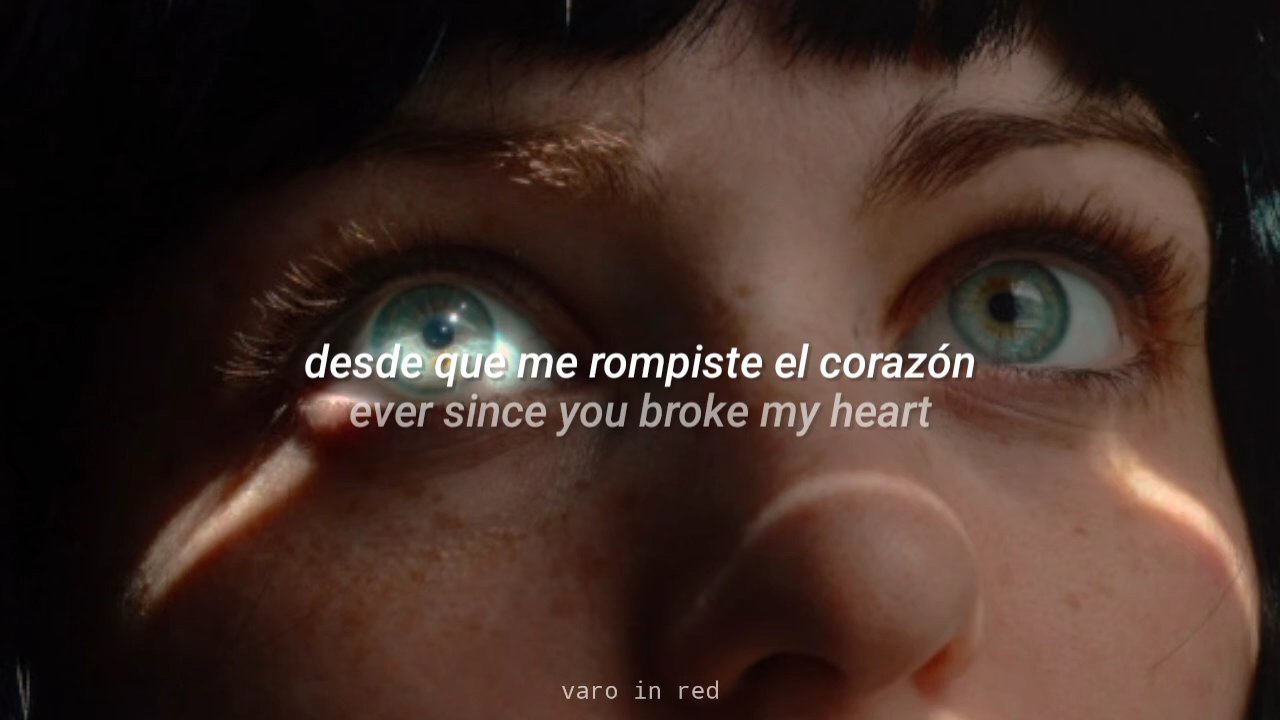 desde que me rompiste el corazón
ever since you broke my heart
varo in red